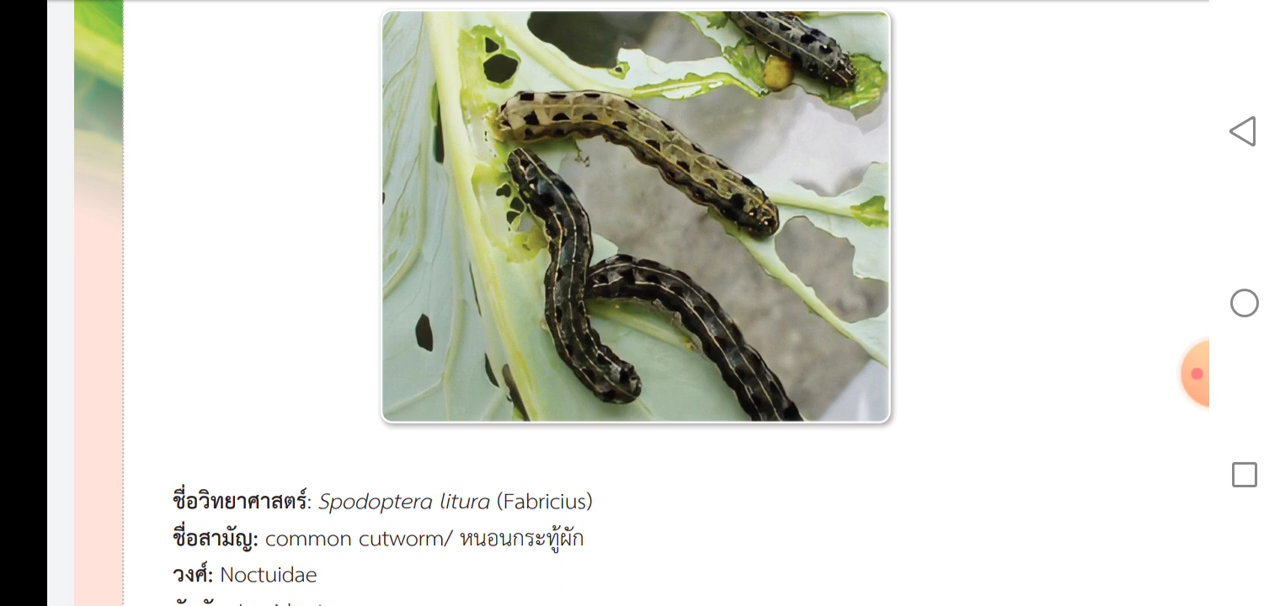 ชื่อวิทยาศาสตร์: Spodoptera litura (Fabricius)
ชื่อสามัญ: common cutworm/ หนอนกระทู้ผัก
วงศ์: Noctuidae